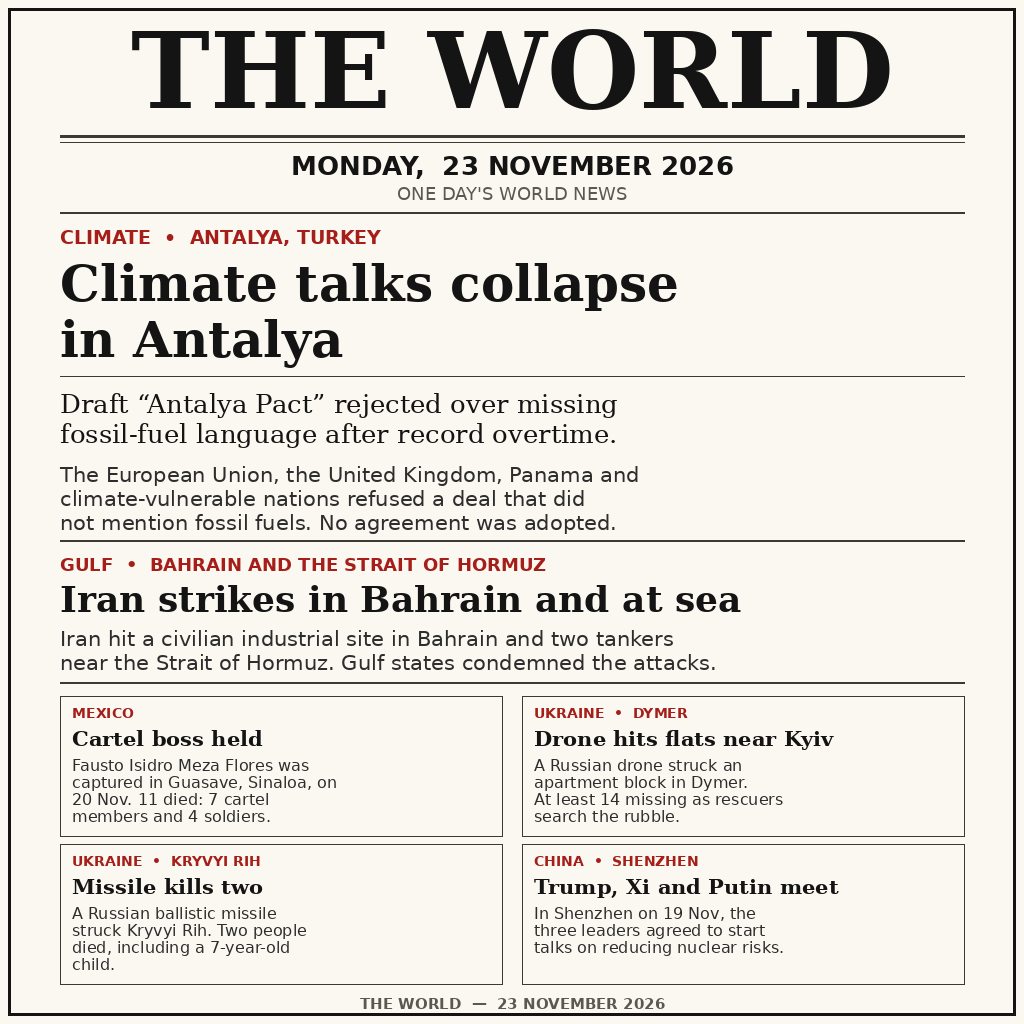 THE WORLD
MONDAY, 23 NOVEMBER 2026
ONE DAY'S WORLD NEWS
CLIMATE • ANTALYA, TURKEY
Climate talks collapse
in Antalya
Draft “Antalya Pact” rejected over missing
fossil-fuel language after record overtime.
The European Union, the United Kingdom, Panama and
climate-vulnerable nations refused a deal that did
not mention fossil fuels. No agreement was adopted.
GULF • BAHRAIN AND THE STRAIT OF HORMUZ
Iran strikes in Bahrain and at sea
Iran hit a civilian industrial site in Bahrain and two tankers
near the Strait of Hormuz. Gulf states condemned the attacks.
MEXICO
Cartel boss held
Fausto Isidro Meza Flores was
captured in Guasave, Sinaloa, on
20 Nov. 11 died: 7 cartel
members and 4 soldiers.
UKRAINE • DYMER
Drone hits flats near Kyiv
A Russian drone struck an
apartment block in Dymer.
At least 14 missing as rescuers
search the rubble.
UKRAINE • KRYVYI RIH
Missile kills two
A Russian ballistic missile
struck Kryvyi Rih. Two people
died, including a 7-year-old
child.
CHINA • SHENZHEN
Trump, Xi and Putin meet
In Shenzhen on 19 Nov, the
three leaders agreed to start
talks on reducing nuclear risks.
THE WORLD — 23 NOVEMBER 2026